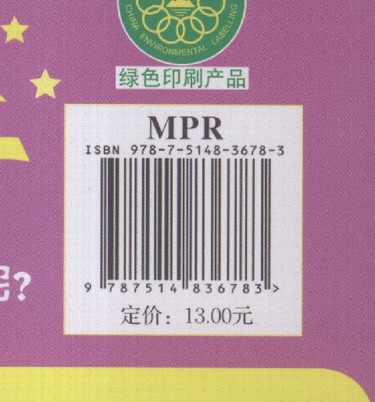 CHINA ENVIRONMENTAL LABELLING
绿色印刷产品
MPR
ISBN 978-7-5148-3678-3
9 787514 836783 >
呢?
定价：13.00元